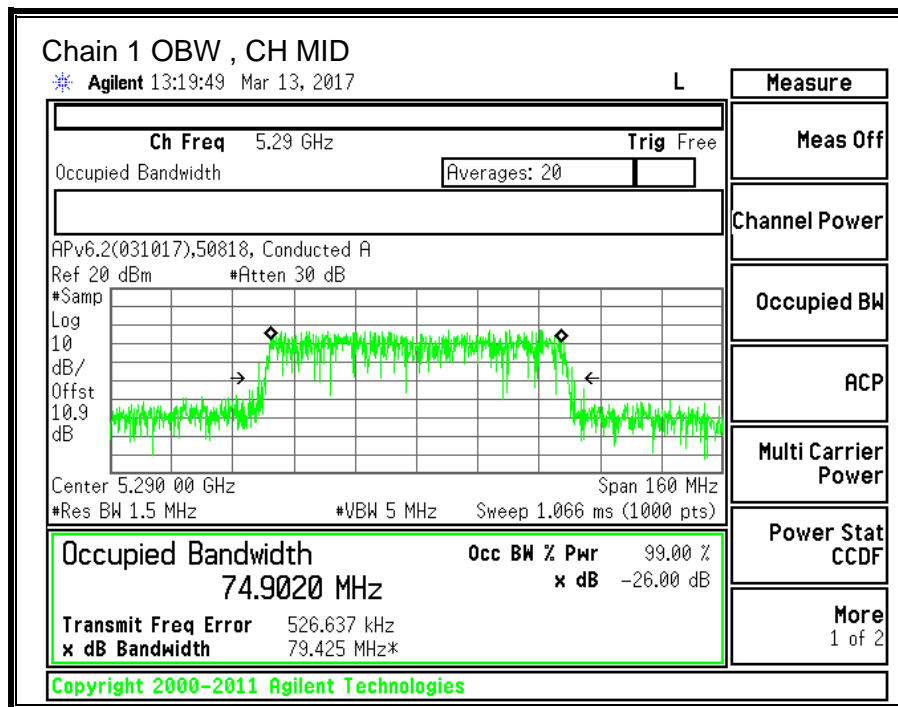 Chain 1 OBW , CH MID
Agilent 13:19:49 Mar 13, 2017 L
Measure
Ch Freq 5.29 GHz Trig Free
Meas Off
Occupied Bandwidth Averages: 20
Channel Power
APv6.2(031017),50818, Conducted A
Ref 20 dBm #Atten 30 dB
#Samp
Log
10
dB/
Offst
10.9
dB
Occupied BW
ACP
Multi Carrier
Power
Center 5.290 00 GHz Span 160 MHz
#Res BW 1.5 MHz #VBW 5 MHz Sweep 1.066 ms (1000 pts)
Power Stat
CCDF
Occupied Bandwidth Occ BW % Pwr 99.00 %
74.9020 MHz x dB -26.00 dB
Transmit Freq Error 526.637 kHz
x dB Bandwidth 79.425 MHz*
More
1 of 2
Copyright 2000-2011 Agilent Technologies